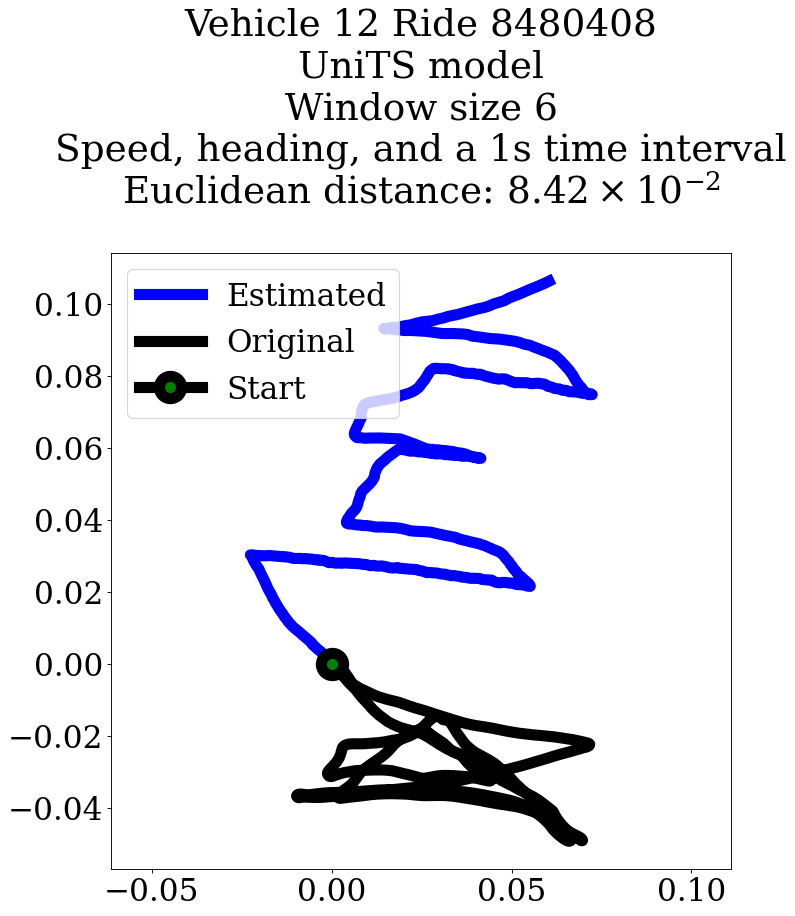 Vehicle 12 Ride 8480408
UniTS model
Window size 6
Speed, heading, and a 1s time interval
Euclidean distance: 8.42 × 10⁻²
Estimated
Original
Start
0.10
0.08
0.06
0.04
0.02
0.00
−0.02
−0.04
−0.05 0.00 0.05 0.10